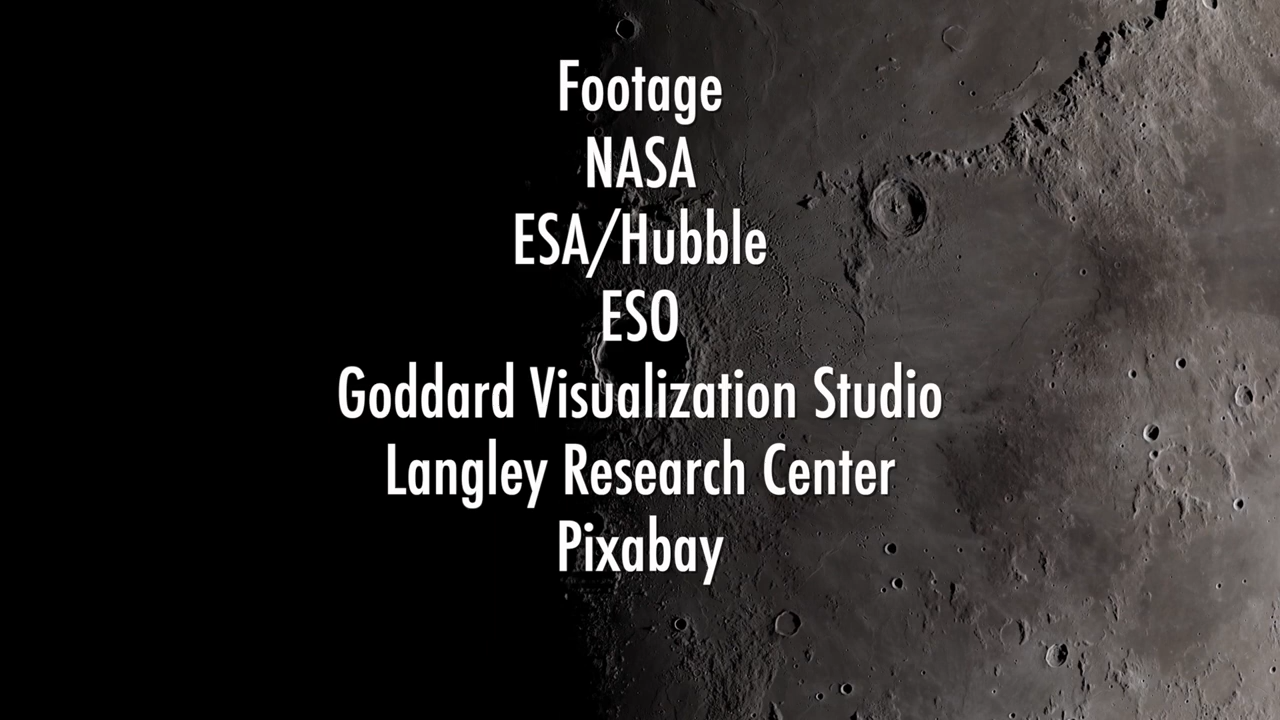 Footage
NASA
ESA/Hubble
ESO
Goddard Visualization Studio
Langley Research Center
Pixabay